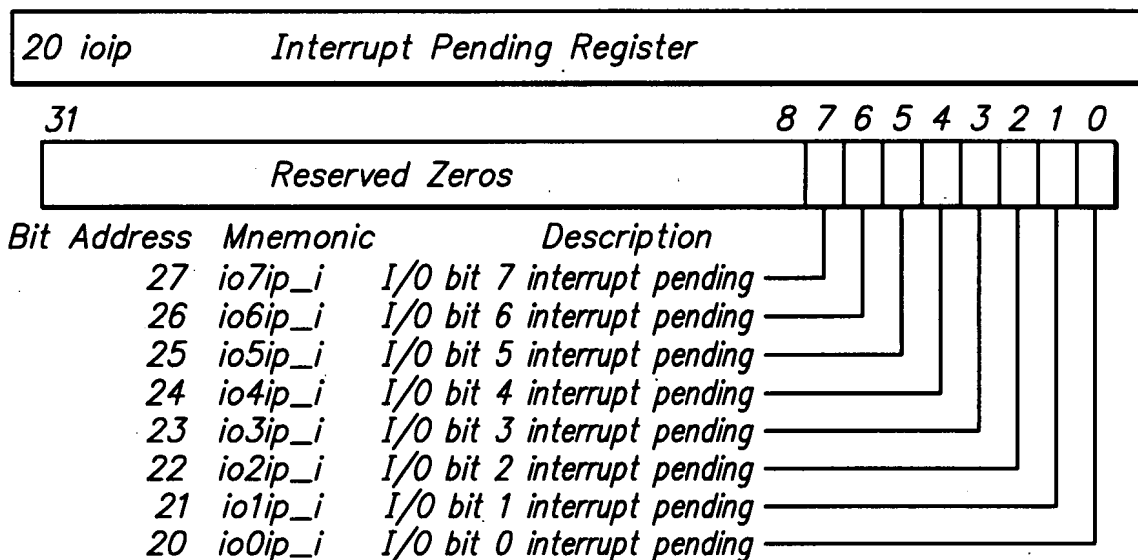 20 ioip Interrupt Pending Register
31 8 7 6 5 4 3 2 1 0
Reserved Zeros
Bit Address Mnemonic Description
27 io7ip_i I/O bit 7 interrupt pending
26 io6ip_i I/O bit 6 interrupt pending
25 io5ip_i I/O bit 5 interrupt pending
24 io4ip_i I/O bit 4 interrupt pending
23 io3ip_i I/O bit 3 interrupt pending
22 io2ip_i I/O bit 2 interrupt pending
21 io1ip_i I/O bit 1 interrupt pending
20 io0ip_i I/O bit 0 interrupt pending